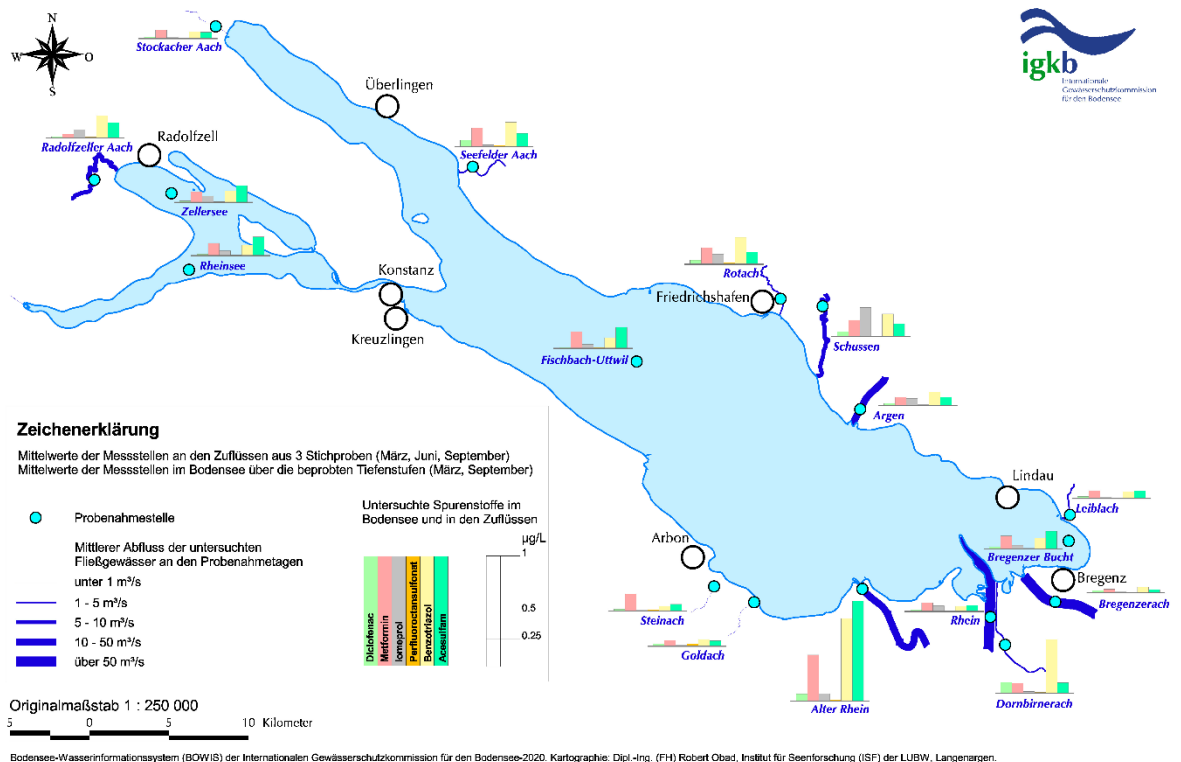 N
W
O
S
Stockacher Aach
igkb
Internationale
Gewässerschutzkommission
für den Bodensee
Überlingen
Radolfzell
Radolfzeller Aach
Seefelder Aach
Zellersee
Rheinsee
Konstanz
Kreuzlingen
Rotach
Friedrichshafen
Schussen
Fischbach-Uttwil
Argen
Lindau
Leiblach
Bregenzer Bucht
Bregenz
Bregenzerach
Arbon
Steinach
Goldach
Rhein
Alter Rhein
Dornbirnerach
Zeichenerklärung
Mittelwerte der Messstellen an den Zuflüssen aus 3 Stichproben (März, Juni, September)
Mittelwerte der Messstellen im Bodensee über die beprobten Tiefenstufen (März, September)
Probenahmestelle
Mittlerer Abfluss der untersuchten
Fließgewässer an den Probenahmetagen
unter 1 m³/s
1 - 5 m³/s
5 - 10 m³/s
10 - 50 m³/s
über 50 m³/s
Untersuchte Spurenstoffe im
Bodensee und in den Zuflüssen
µg/L
1
0.5
0.25
Diclofenac
Metformin
Iomeprol
Perfluoroctansulfonat
Benzotriazol
Acesulfam
Originalmaßstab 1 : 250 000
5 0 5 10 Kilometer
Bodensee-Wasserinformationssystem (BOWIS) der Internationalen Gewässerschutzkommission für den Bodensee-2020. Kartographie: Dipl.-Ing. (FH) Robert Obad, Institut für Seenforschung (ISF) der LUBW, Langenargen.